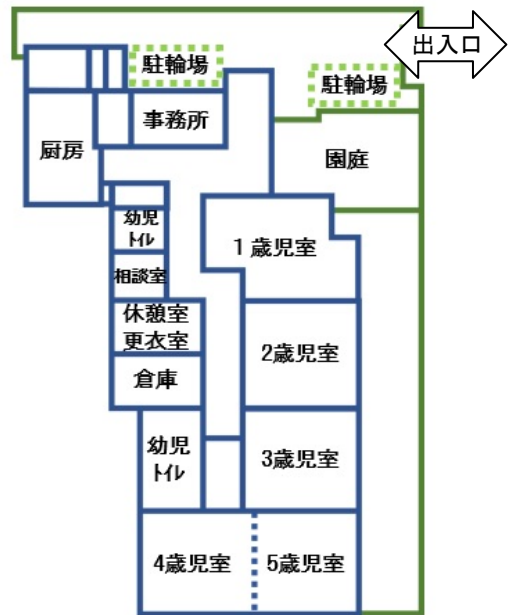 出入口
駐輪場
駐輪場
事務所
厨房
園庭
幼児
トイレ
1歳児室
相談室
休憩室
更衣室
2歳児室
倉庫
幼児
トイレ
3歳児室
4歳児室
5歳児室